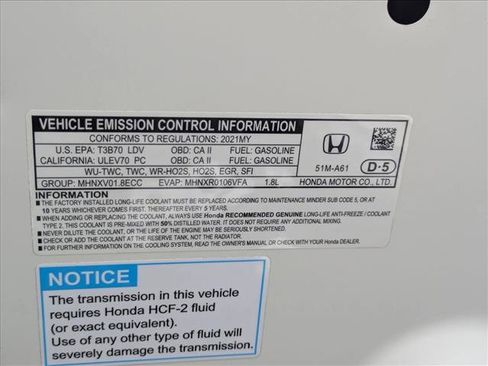 VEHICLE EMISSION CONTROL INFORMATION
CONFORMS TO REGULATIONS: 2021MY
U.S. EPA: T3B70 LDV OBD: CA II FUEL: GASOLINE
CALIFORNIA: ULEV70 PC OBD: CA II FUEL: GASOLINE
WU-TWC, TWC, WR-HO2S, HO2S, EGR, SFI
GROUP: MHNXV01.8ECC EVAP: MHNXR0106VFA 1.8L
HONDA
51M-A61 D-5
HONDA MOTOR CO., LTD.
INFORMATION
■ THE FACTORY INSTALLED LONG-LIFE COOLANT MUST BE REPLACED ACCORDING TO MAINTENANCE MINDER SUB CODE 5, OR AT
10 YEARS WHICHEVER COMES FIRST. THEREAFTER, REPLACE EVERY 5 YEARS.
■ WHEN ADDING OR REPLACING THE COOLANT, ALWAYS USE Honda RECOMMENDED GENUINE LONG-LIFE ANTI-FREEZE / COOLANT
TYPE 2. THIS COOLANT IS PRE-MIXED WITH 50% DISTILLED WATER. IT DOES NOT REQUIRE ANY ADDITIONAL MIXING.
■ NEVER DILUTE THE COOLANT, OR THE LIFE OF THE ENGINE MAY BE SERIOUSLY SHORTENED.
■ CHECK OR ADD THE COOLANT AT THE RESERVE TANK, NOT THE RADIATOR.
■ FOR FURTHER INFORMATION ON THE COOLING SYSTEM, READ THE OWNER'S MANUAL OR CHECK WITH YOUR Honda DEALER.
NOTICE
The transmission in this vehicle
requires Honda HCF-2 fluid
(or exact equivalent).
Use of any other type of fluid will
severely damage the transmission.